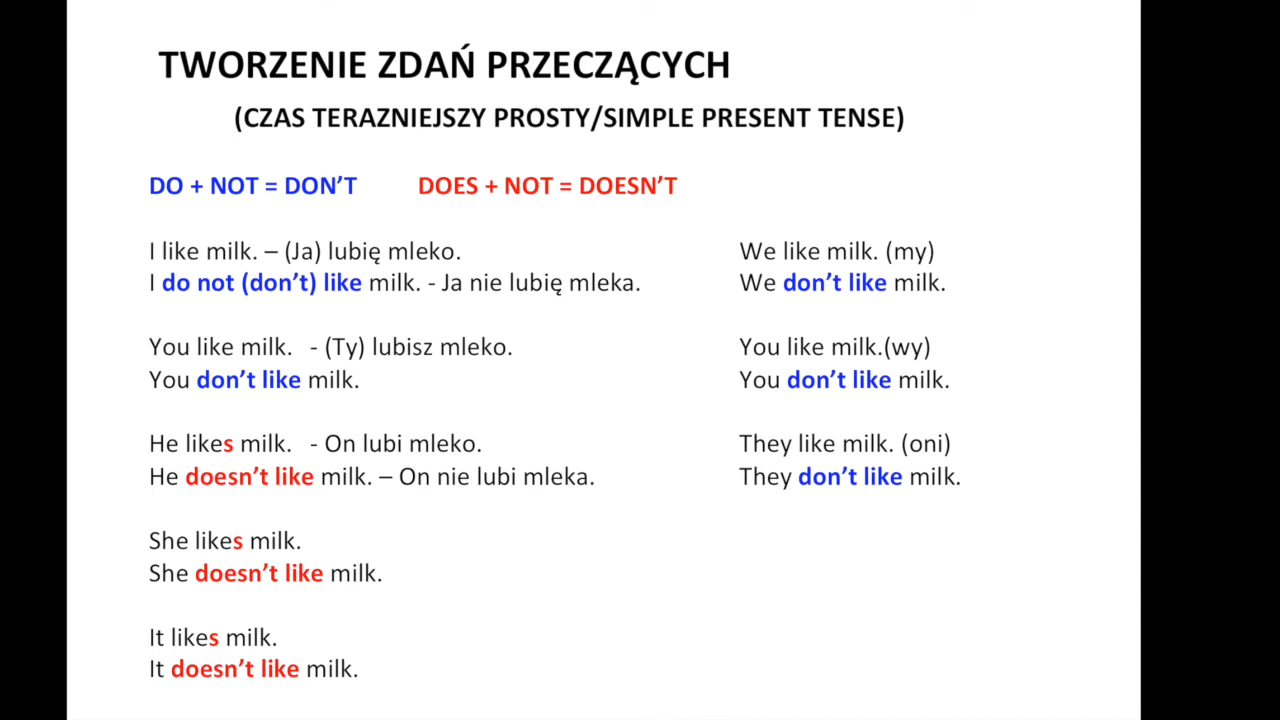 TWORZENIE ZDAŃ PRZECZĄCYCH
(CZAS TERAZNIEJSZY PROSTY/SIMPLE PRESENT TENSE)
DO + NOT = DON’T DOES + NOT = DOESN’T
I like milk. – (Ja) lubię mleko.
I do not (don’t) like milk. - Ja nie lubię mleka.
You like milk. - (Ty) lubisz mleko.
You don’t like milk.
He likes milk. - On lubi mleko.
He doesn’t like milk. – On nie lubi mleka.
She likes milk.
She doesn’t like milk.
It likes milk.
It doesn’t like milk.
We like milk. (my)
We don’t like milk.
You like milk.(wy)
You don’t like milk.
They like milk. (oni)
They don’t like milk.